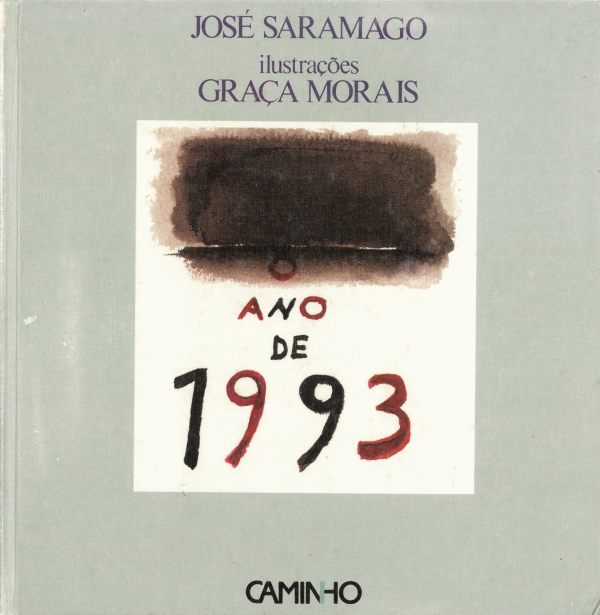 JOSÉ SARAMAGO
ilustrações
GRAÇA MORAIS
O
ANO
DE
1993
CAMINHO